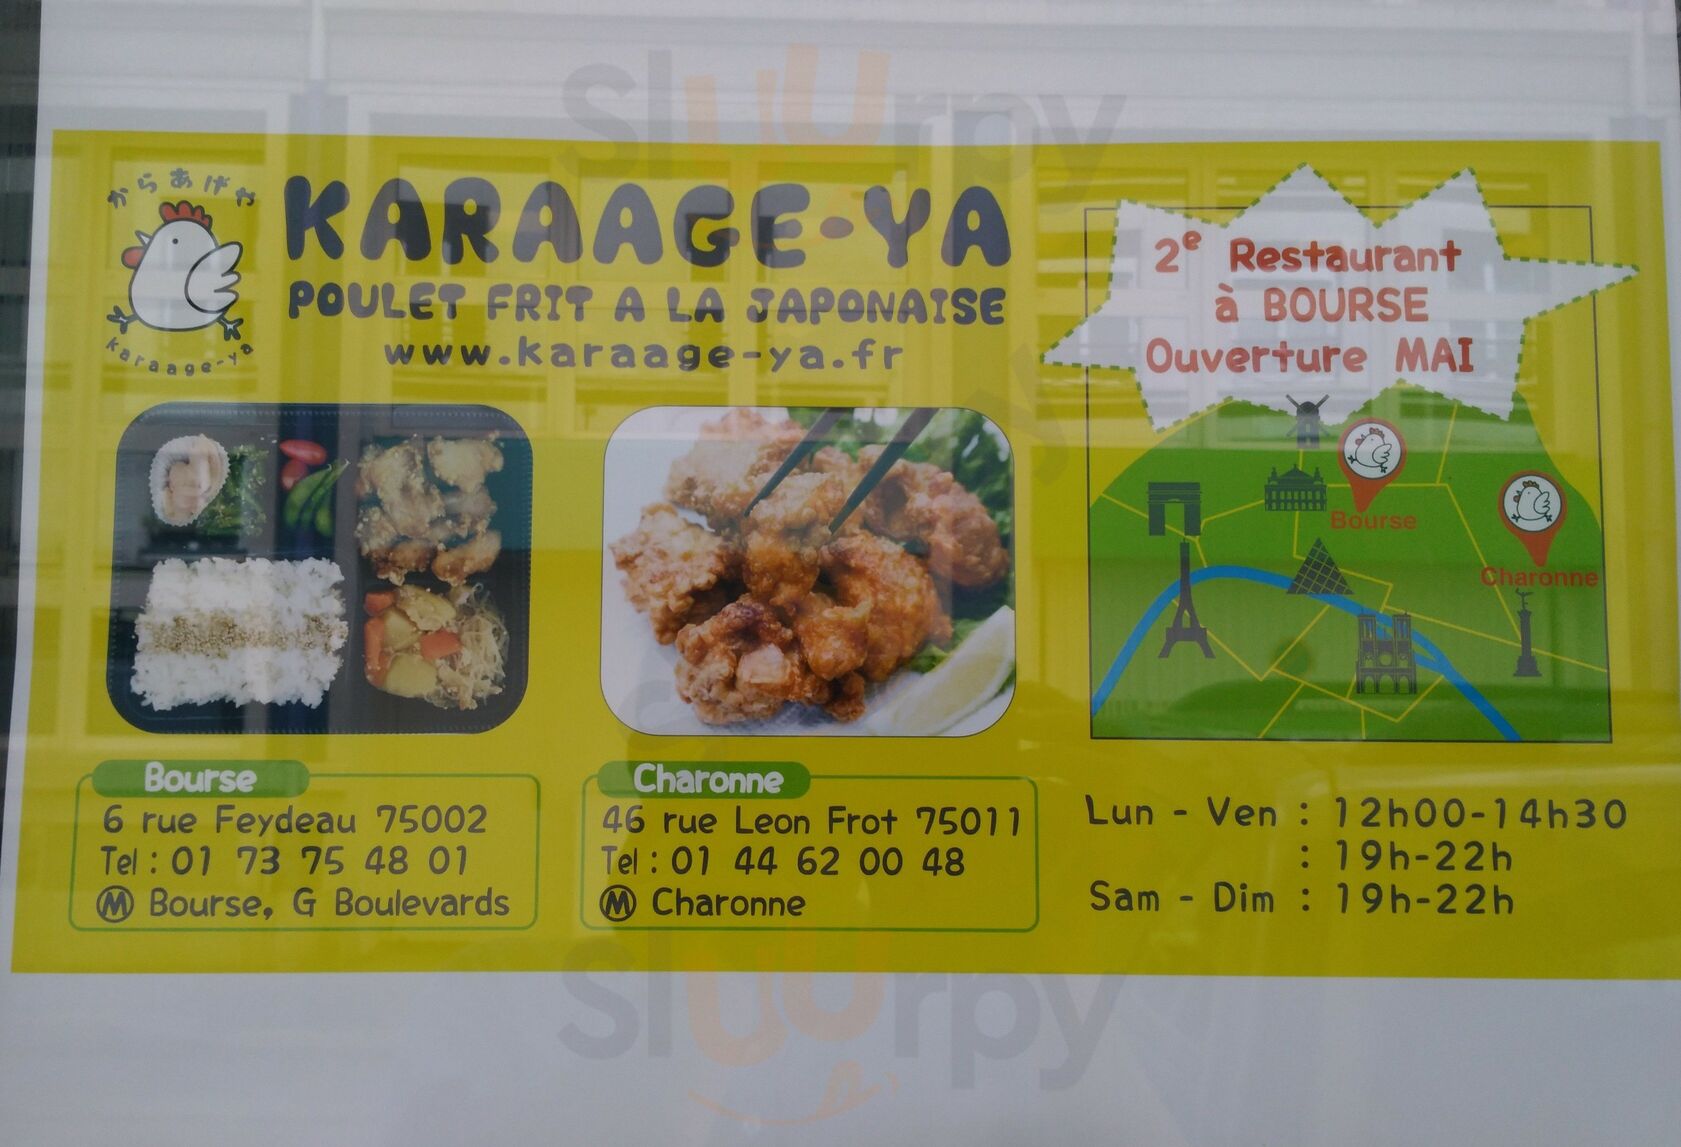 Sluurpy
からあげや
KARAAGE-YA
POULET FRIT A LA JAPONAISE
www.karaage-ya.fr
karaage-ya
2e Restaurant
à BOURSE
Ouverture MAI
Bourse
Charonne
Bourse
6 rue Feydeau 75002
Tel : 01 73 75 48 01
M Bourse, G Boulevards
Charonne
46 rue Leon Frot 75011
Tel : 01 44 62 00 48
M Charonne
Lun - Ven : 12h00-14h30
: 19h-22h
Sam - Dim : 19h-22h
Sluurpy